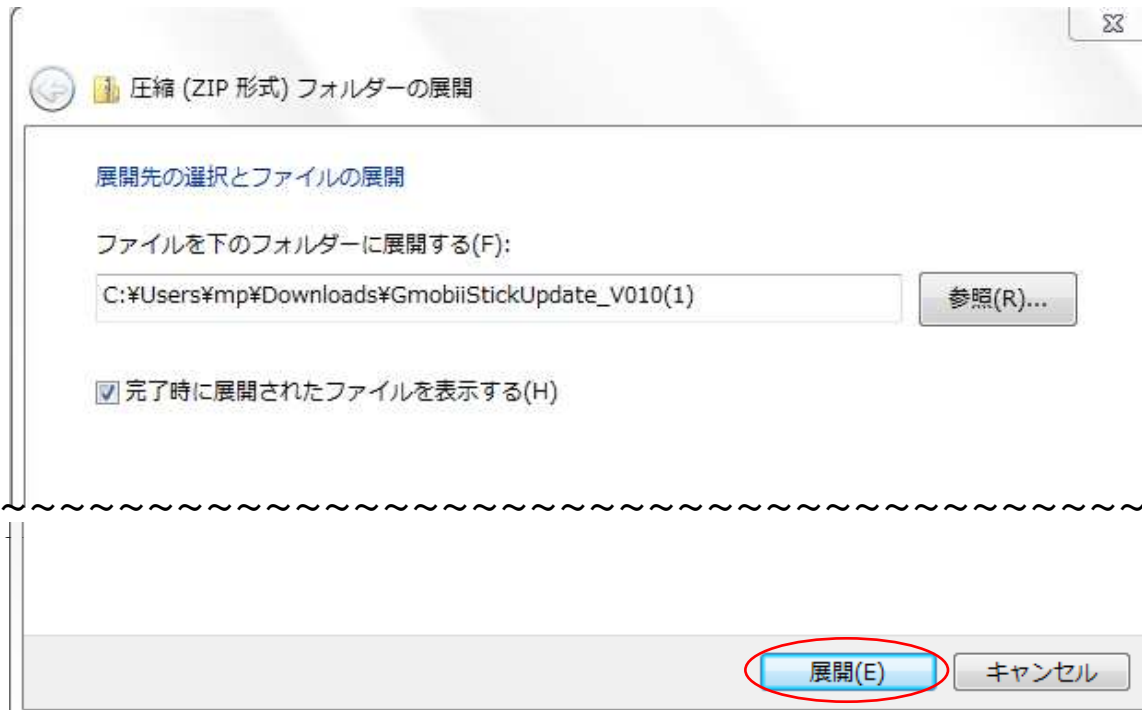 圧縮 (ZIP 形式) フォルダーの展開
展開先の選択とファイルの展開
ファイルを下のフォルダーに展開する(F):
C:¥Users¥mp¥Downloads¥GmobiiStickUpdate_V010(1)
参照(R)...
完了時に展開されたファイルを表示する(H)
展開(E)
キャンセル